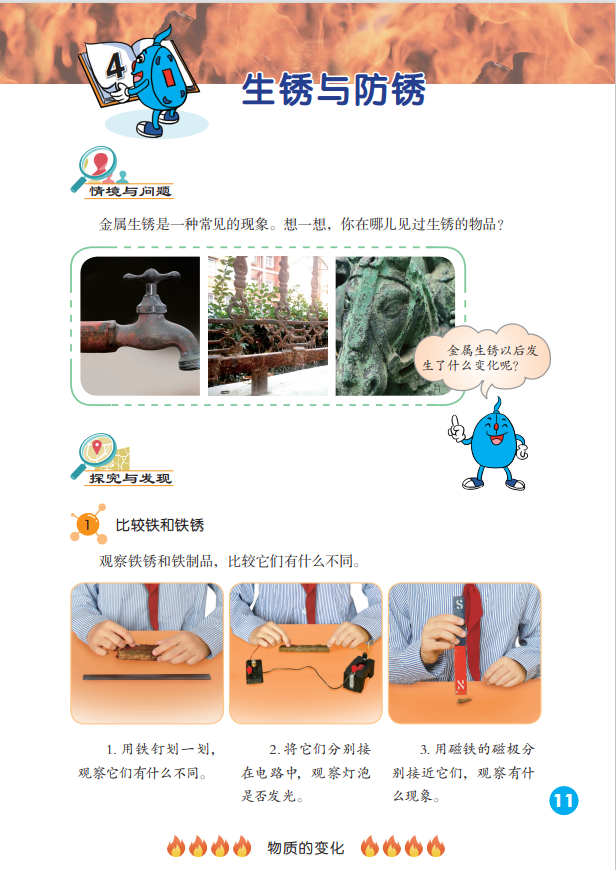 4
生锈与防锈
情境与问题
金属生锈是一种常见的现象。想一想，你在哪儿见过生锈的物品？
金属生锈以后发
生了什么变化呢？
探究与发现
1 比较铁和铁锈
观察铁锈和铁制品，比较它们有什么不同。
S
N
1. 用铁钉划一划，
观察它们有什么不同。
2. 将它们分别接
在电路中，观察灯泡
是否发光。
3. 用磁铁的磁极分
别接近它们，观察有什
么现象。
11
物质的变化